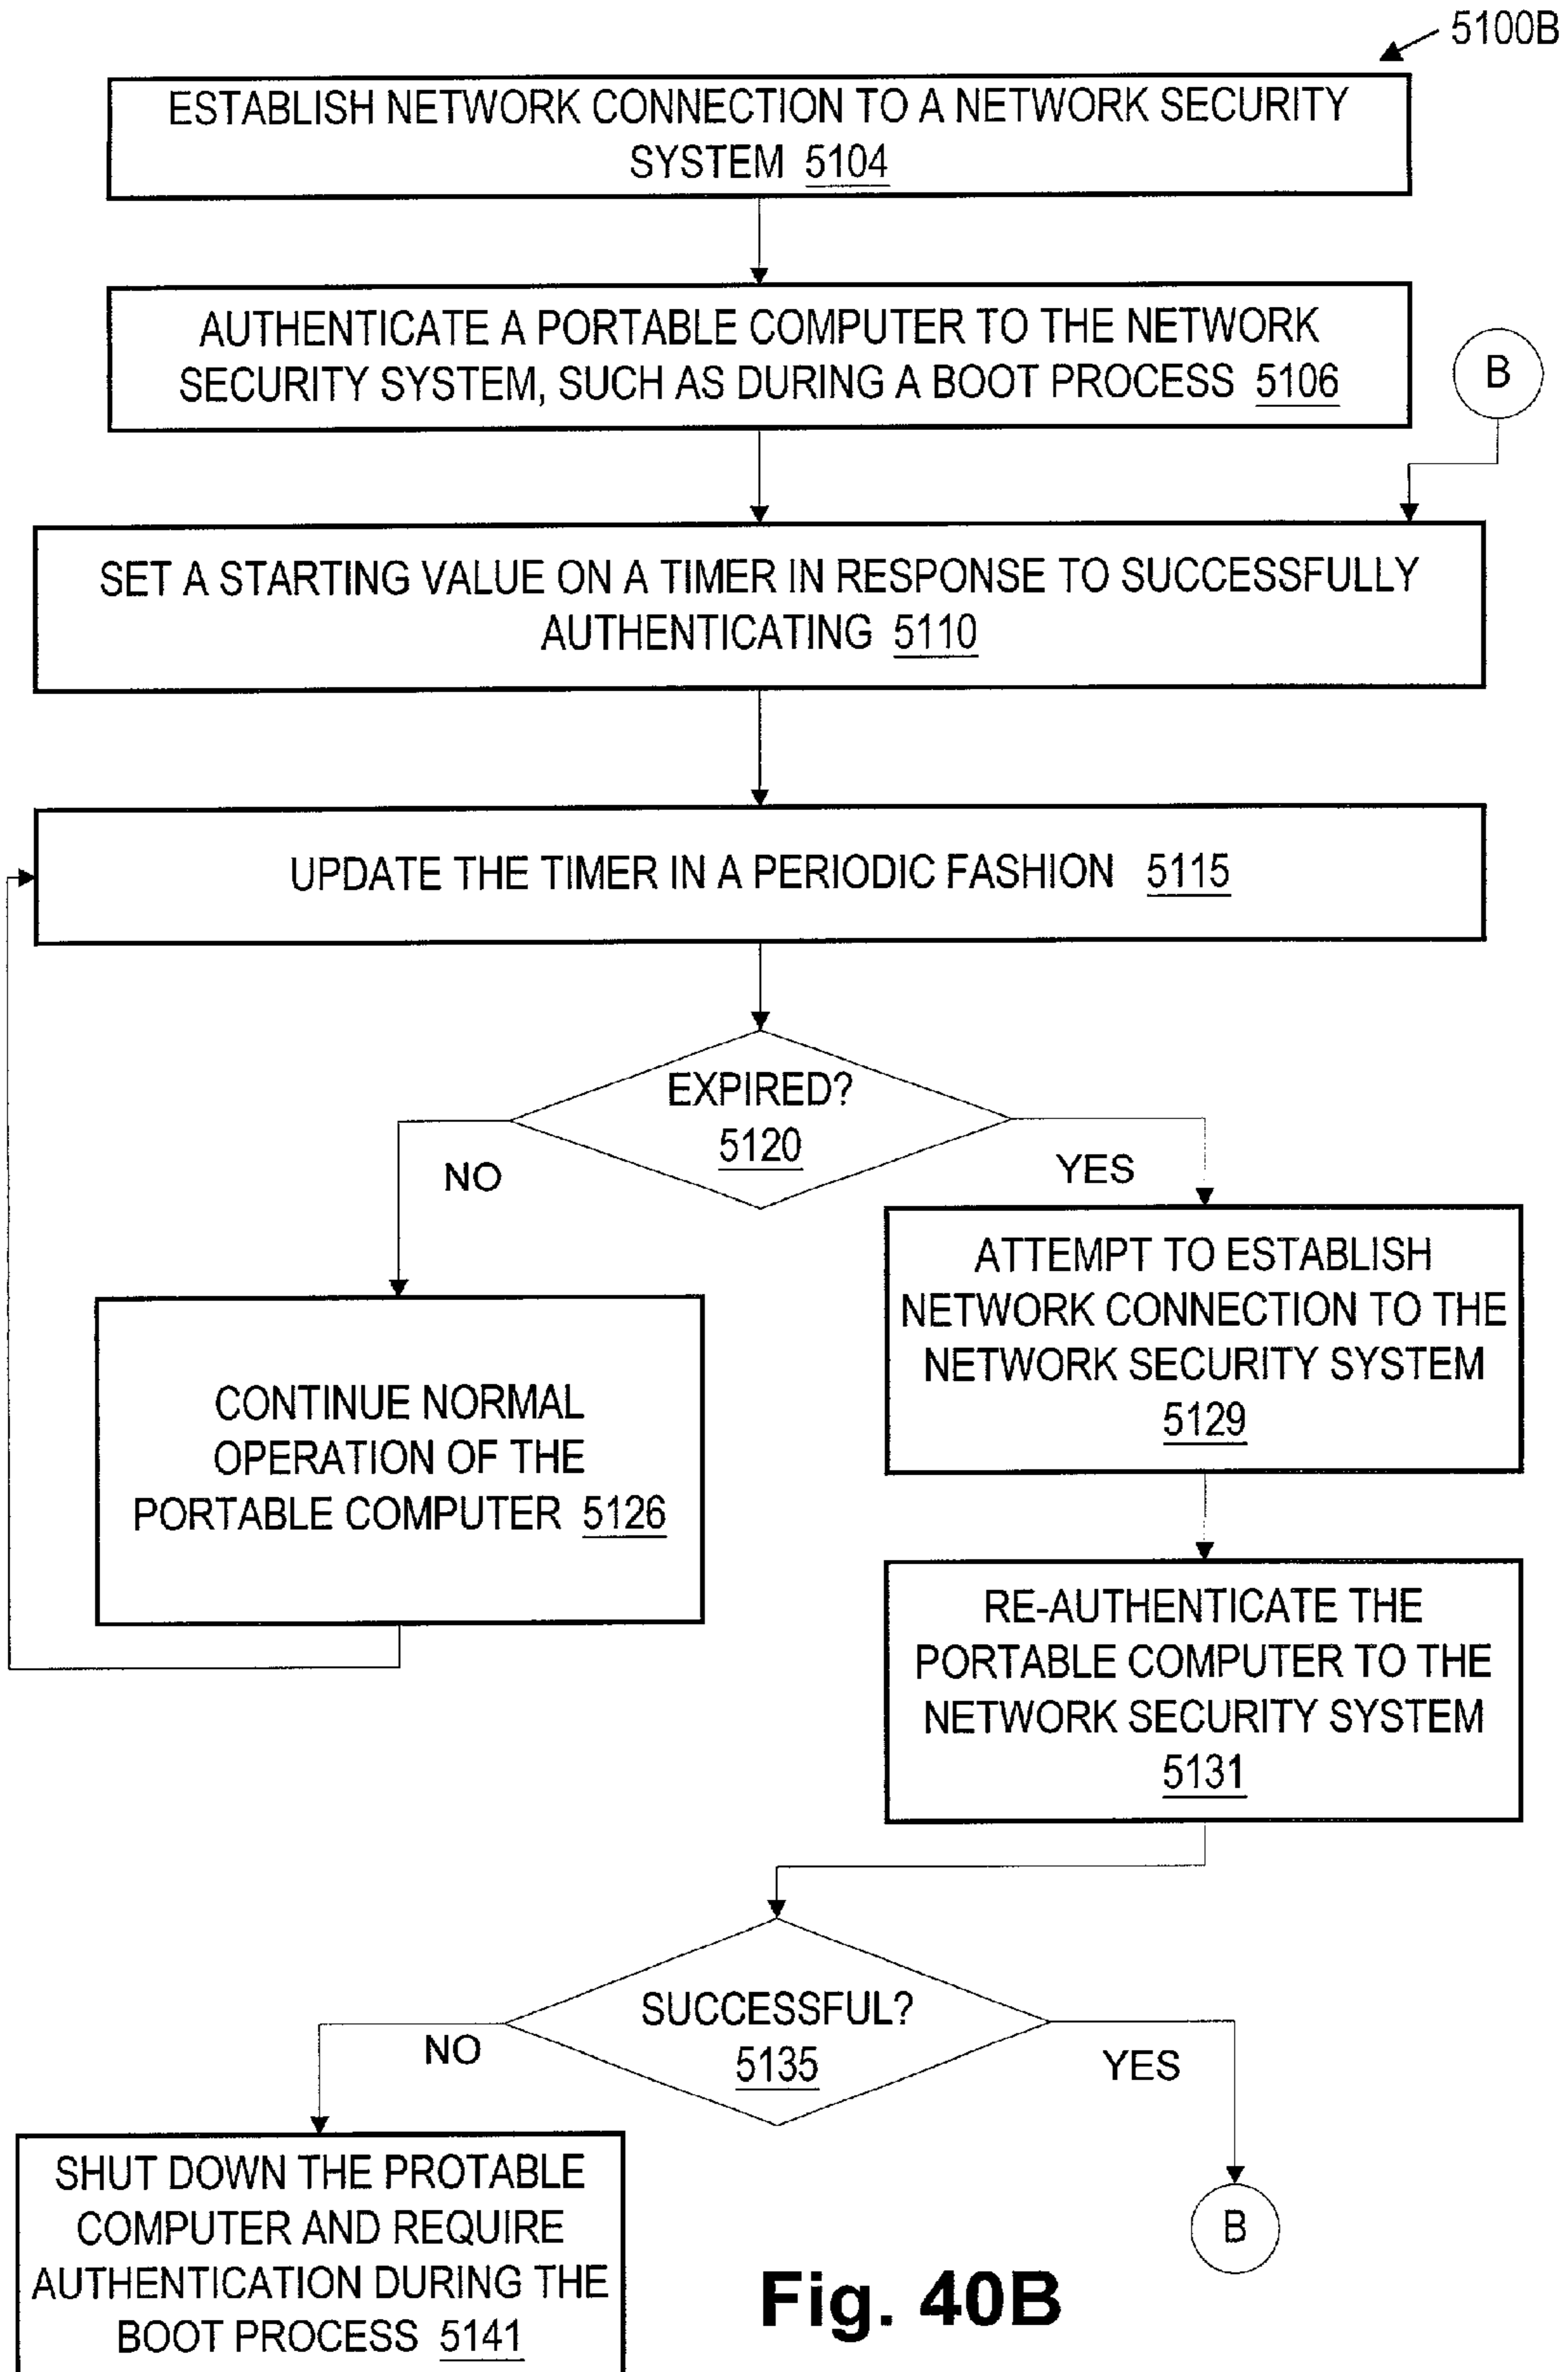 5100B
ESTABLISH NETWORK CONNECTION TO A NETWORK SECURITY
SYSTEM 5104
AUTHENTICATE A PORTABLE COMPUTER TO THE NETWORK
SECURITY SYSTEM, SUCH AS DURING A BOOT PROCESS 5106
B
SET A STARTING VALUE ON A TIMER IN RESPONSE TO SUCCESSFULLY
AUTHENTICATING 5110
UPDATE THE TIMER IN A PERIODIC FASHION 5115
EXPIRED?
5120
NO
YES
CONTINUE NORMAL
OPERATION OF THE
PORTABLE COMPUTER 5126
ATTEMPT TO ESTABLISH
NETWORK CONNECTION TO THE
NETWORK SECURITY SYSTEM
5129
RE-AUTHENTICATE THE
PORTABLE COMPUTER TO THE
NETWORK SECURITY SYSTEM
5131
SUCCESSFUL?
5135
NO
YES
SHUT DOWN THE PROTABLE
COMPUTER AND REQUIRE
AUTHENTICATION DURING THE
BOOT PROCESS 5141
B
Fig. 40B